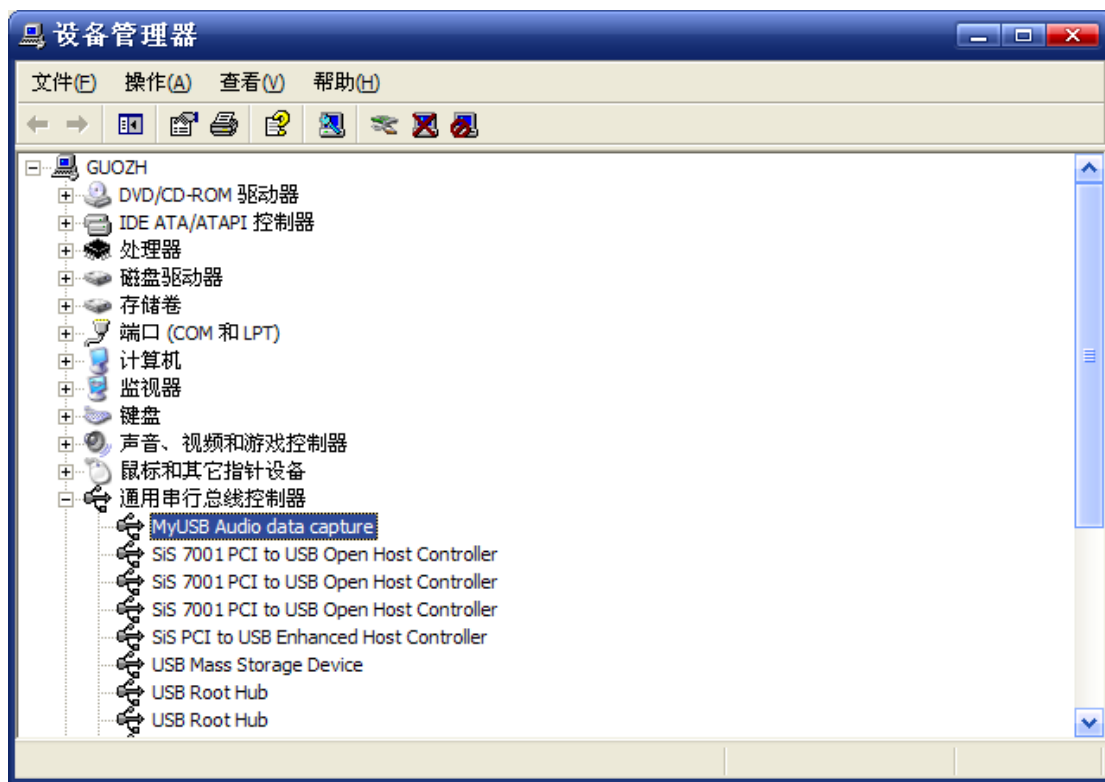 设备管理器
文件(F) 操作(A) 查看(V) 帮助(H)
GUOZH
DVD/CD-ROM 驱动器
IDE ATA/ATAPI 控制器
处理器
磁盘驱动器
存储卷
端口 (COM 和 LPT)
计算机
监视器
键盘
声音、视频和游戏控制器
鼠标和其它指针设备
通用串行总线控制器
MyUSB Audio data capture
SiS 7001 PCI to USB Open Host Controller
SiS 7001 PCI to USB Open Host Controller
SiS 7001 PCI to USB Open Host Controller
SiS PCI to USB Enhanced Host Controller
USB Mass Storage Device
USB Root Hub
USB Root Hub